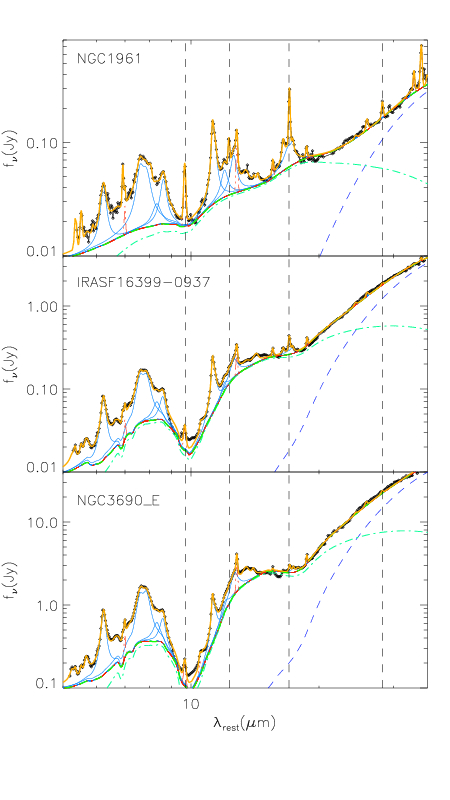 NGC1961
0.10
0.01
fν(Jy)
IRASF16399−0937
1.00
0.10
0.01
fν(Jy)
NGC3690_E
10.0
1.0
0.1
fν(Jy)
10
λrest(μm)